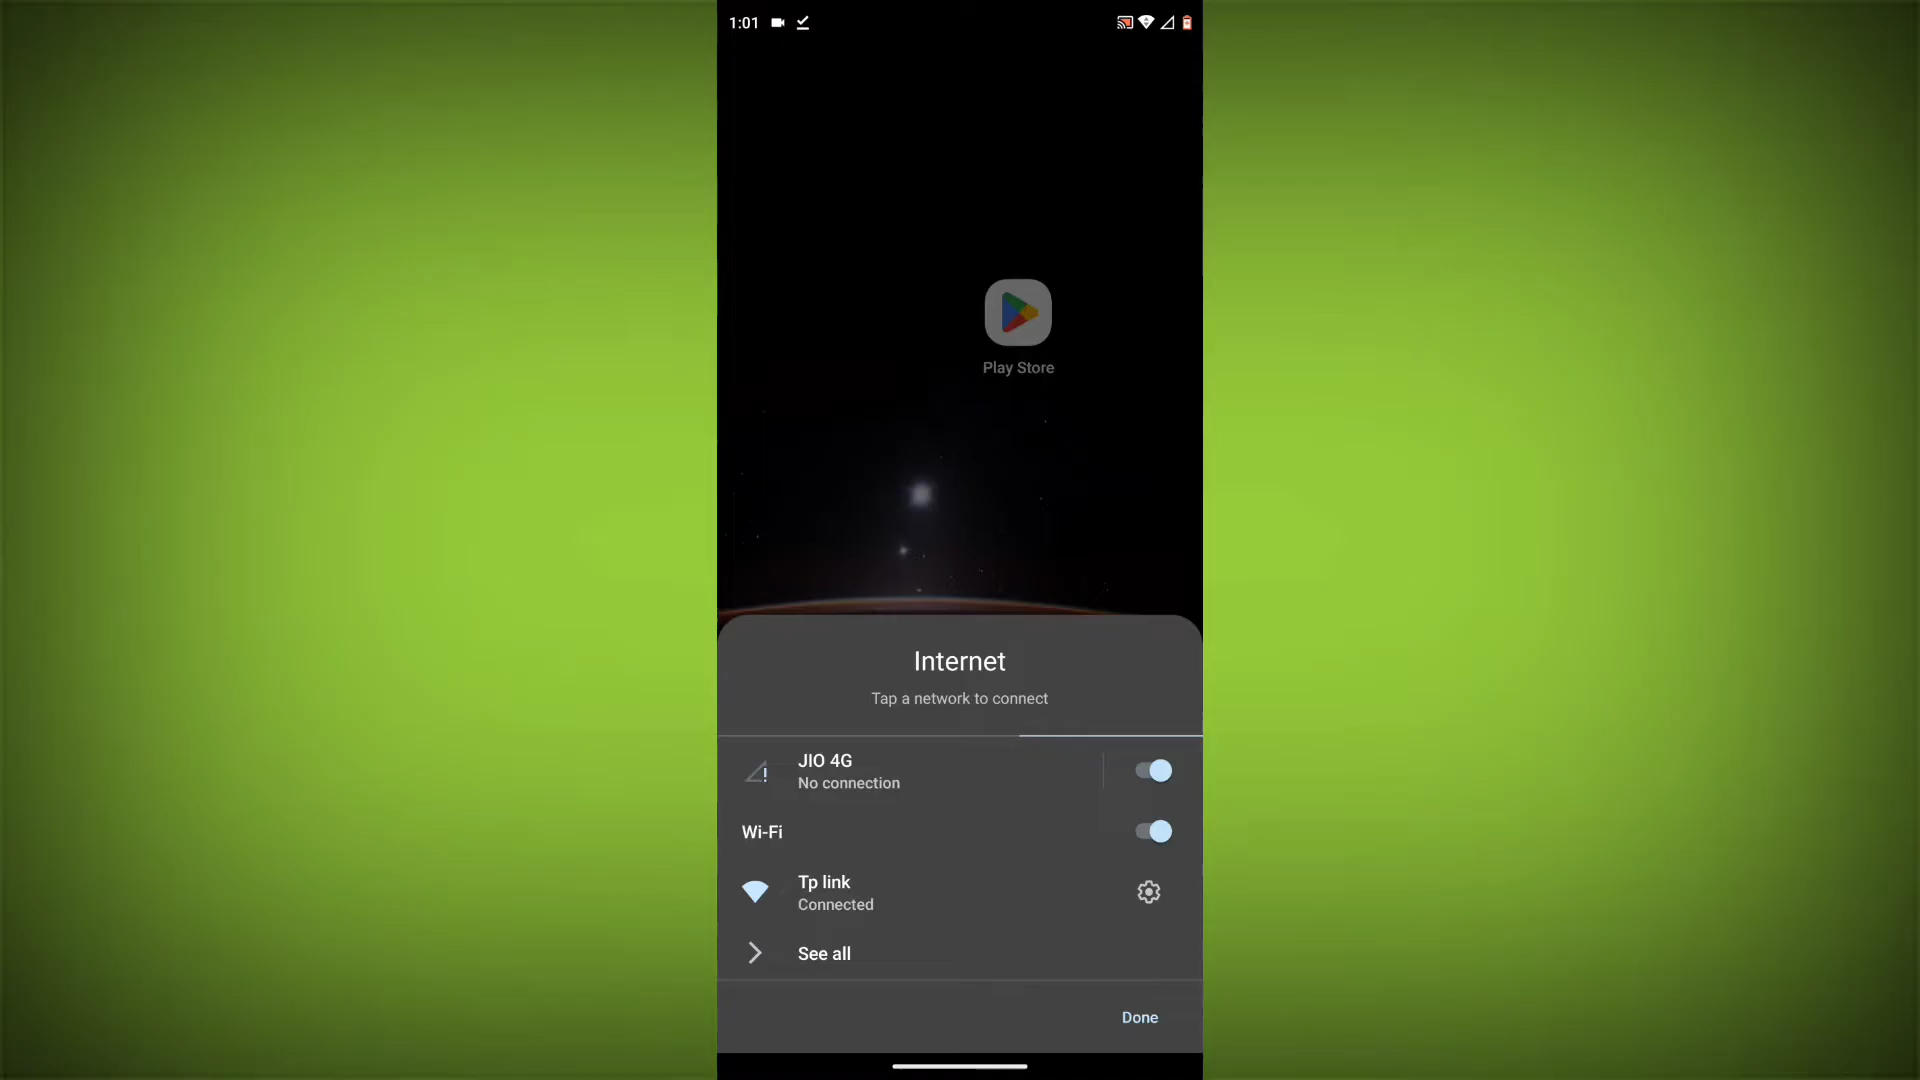 1:01
Play Store
Internet
Tap a network to connect
JIO 4G
No connection
Wi-Fi
Tp link
Connected
See all
Done